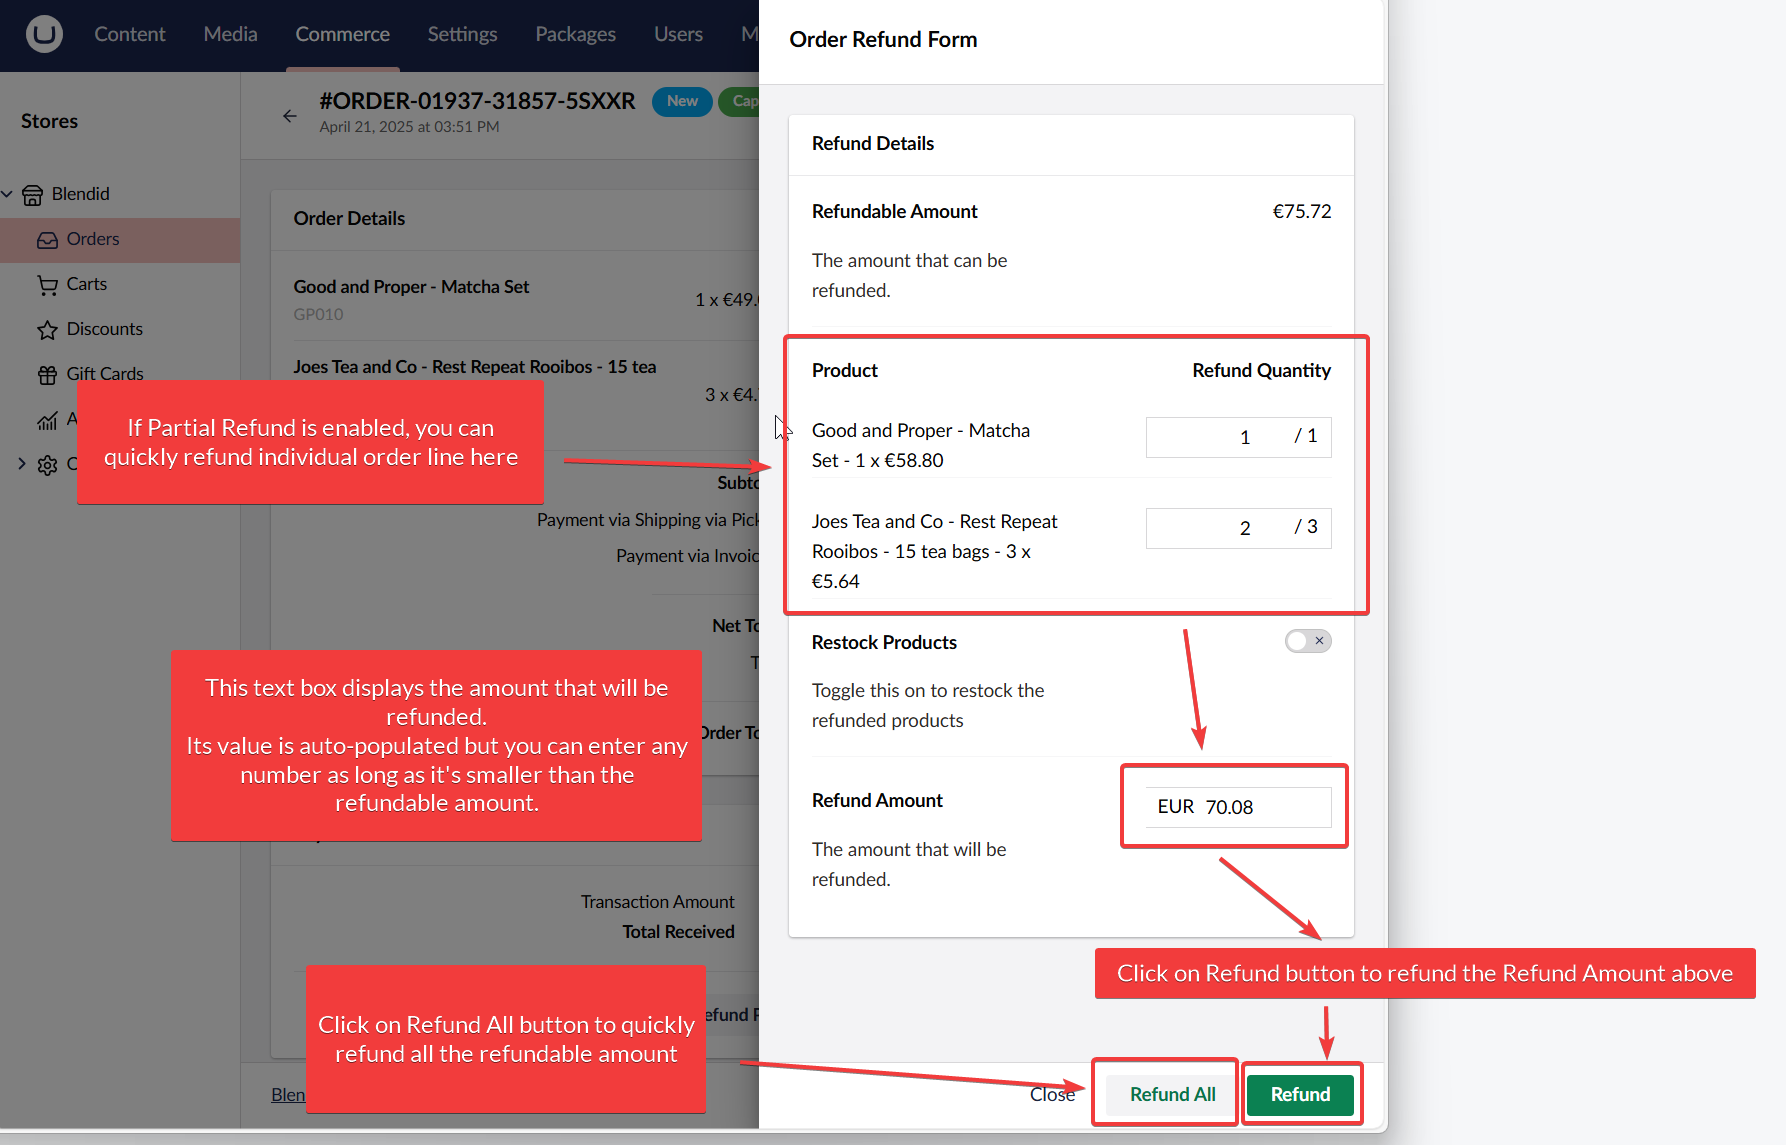 Content
Media
Commerce
Settings
Packages
Users
Order Refund Form
Stores
#ORDER-01937-31857-5SXXR
New
April 21, 2025 at 03:51 PM
Blendid
Orders
Carts
Discounts
Gift Cards
Order Details
Good and Proper - Matcha Set
GP010
1 x €49.
Joes Tea and Co - Rest Repeat Rooibos - 15 tea
3 x €4.
Payment via Shipping via
Payment via
Transaction Amount
Total Received
If Partial Refund is enabled, you can
quickly refund individual order line here
This text box displays the amount that will be
refunded.
Its value is auto-populated but you can enter any
number as long as it's smaller than the
refundable amount.
Click on Refund All button to quickly
refund all the refundable amount
Refund Details
Refundable Amount
€75.72
The amount that can be
refunded.
Product
Refund Quantity
Good and Proper - Matcha
Set - 1 x €58.80
1 / 1
Joes Tea and Co - Rest Repeat
Rooibos - 15 tea bags - 3 x
€5.64
2 / 3
Restock Products
Toggle this on to restock the
refunded products
Refund Amount
EUR 70.08
The amount that will be
refunded.
Click on Refund button to refund the Refund Amount above
Close
Refund All
Refund